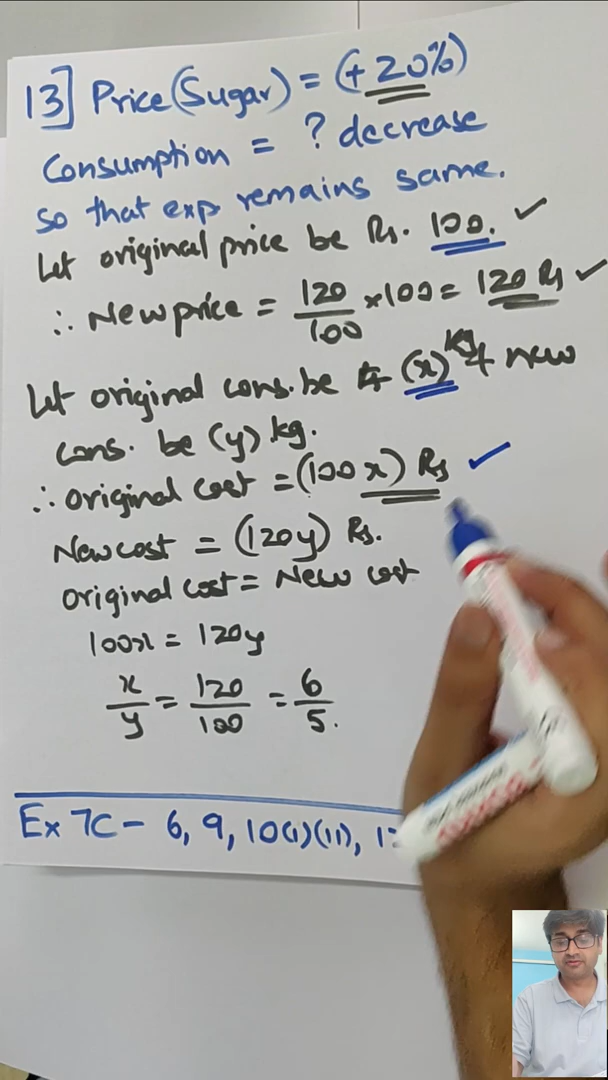 13] Price (Sugar) = (+20%)
Consumption = ? decrease
so that exp remains same.
Let original price be Rs. 100. ✓
∴ New price = 120/100 × 100 = 120 Rs ✓
Let original cons. be (x) kg & new
cons. be (y) kg.
∴ original cost = (100x) Rs ✓
New cost = (120y) Rs.
original cost = New cost
100x = 120y
x/y = 120/100 = 6/5.
Ex 7C - 6, 9, 10(i)(ii),